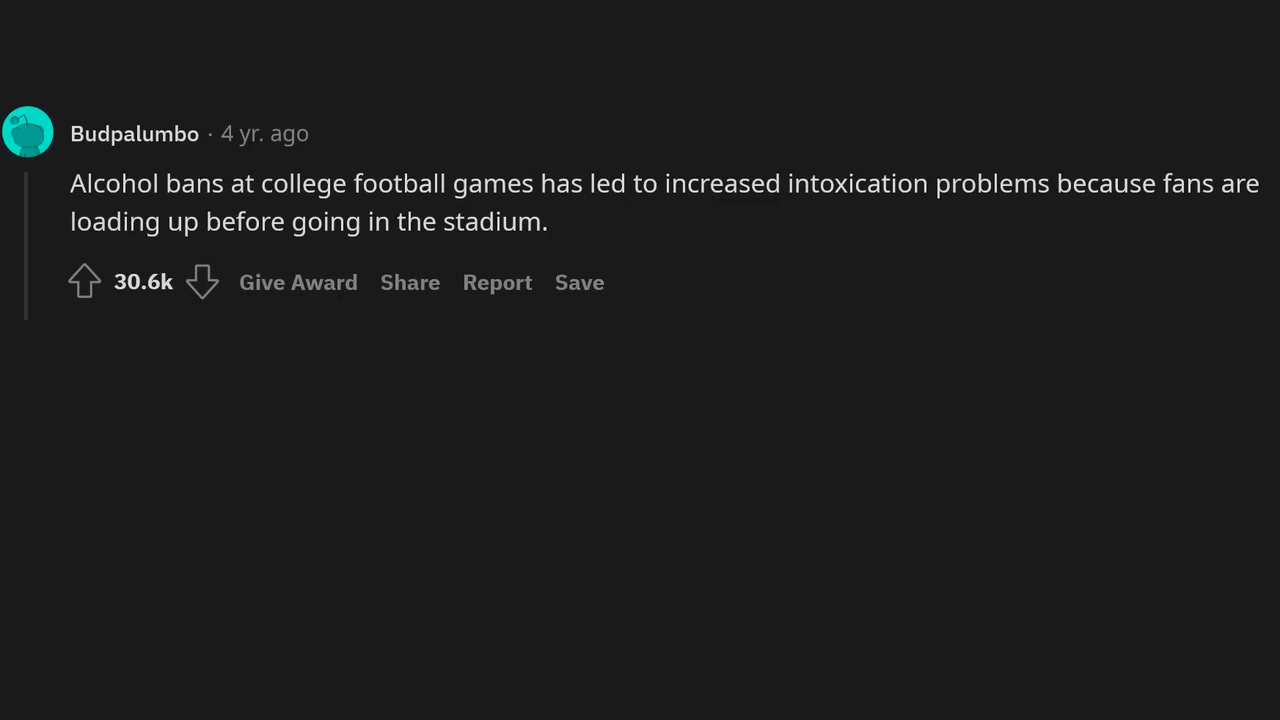 Budpalumbo · 4 yr. ago
Alcohol bans at college football games has led to increased intoxication problems because fans are
loading up before going in the stadium.
30.6k Give Award Share Report Save